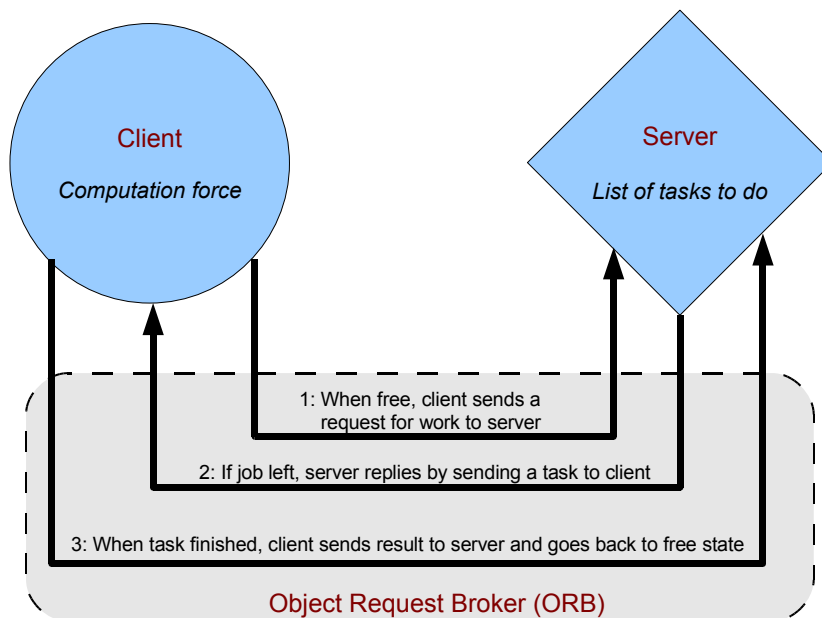 Client
Computation force
Server
List of tasks to do
1: When free, client sends a
request for work to server
2: If job left, server replies by sending a task to client
3: When task finished, client sends result to server and goes back to free state
Object Request Broker (ORB)